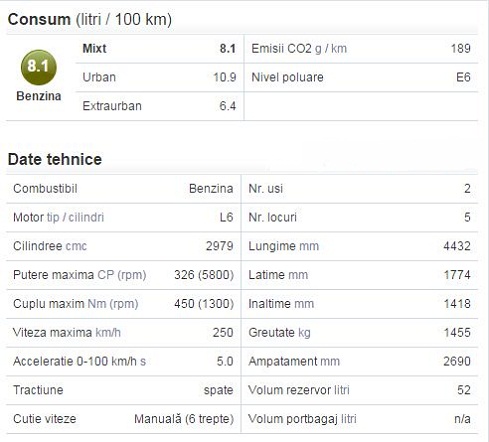 Consum (litri / 100 km)
8.1
Benzina
Mixt 8.1
Urban 10.9
Extraurban 6.4
Emisii CO2 g / km 189
Nivel poluare E6
Date tehnice
Combustibil Benzina
Motor tip / cilindri L6
Cilindree cmc 2979
Putere maxima CP (rpm) 326 (5800)
Cuplu maxim Nm (rpm) 450 (1300)
Viteza maxima km/h 250
Acceleratie 0-100 km/h s 5.0
Tractiune spate
Cutie viteze Manuală (6 trepte)
Nr. usi 2
Nr. locuri 5
Lungime mm 4432
Latime mm 1774
Inaltime mm 1418
Greutate kg 1455
Ampatament mm 2690
Volum rezervor litri 52
Volum portbagaj litri n/a